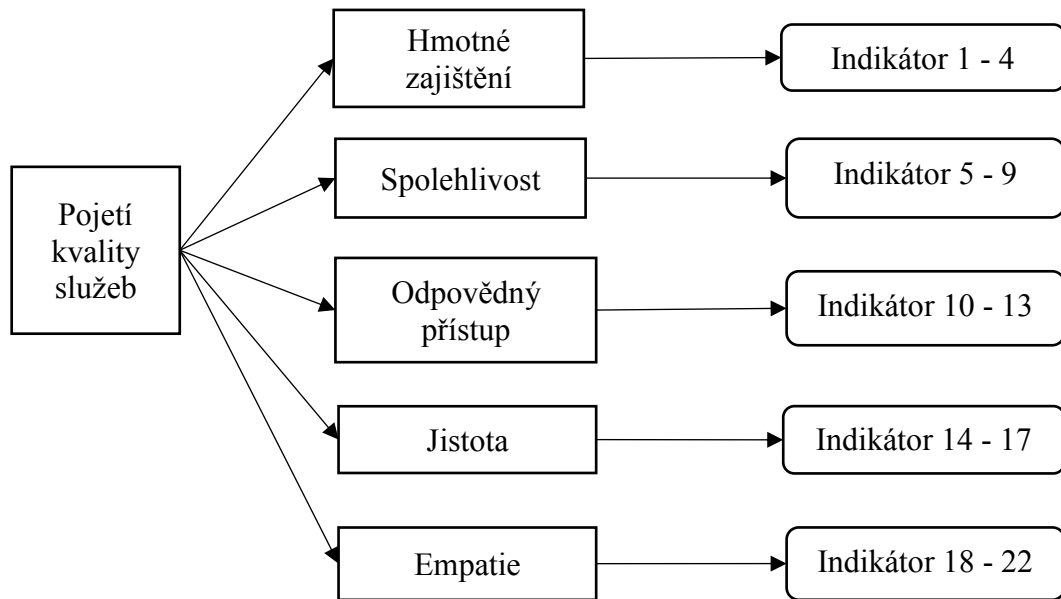 Pojetí
kvality
služeb
Hmotné
zajištění
Indikátor 1 - 4
Spolehlivost
Indikátor 5 - 9
Odpovědný
přístup
Indikátor 10 - 13
Jistota
Indikátor 14 - 17
Empatie
Indikátor 18 - 22